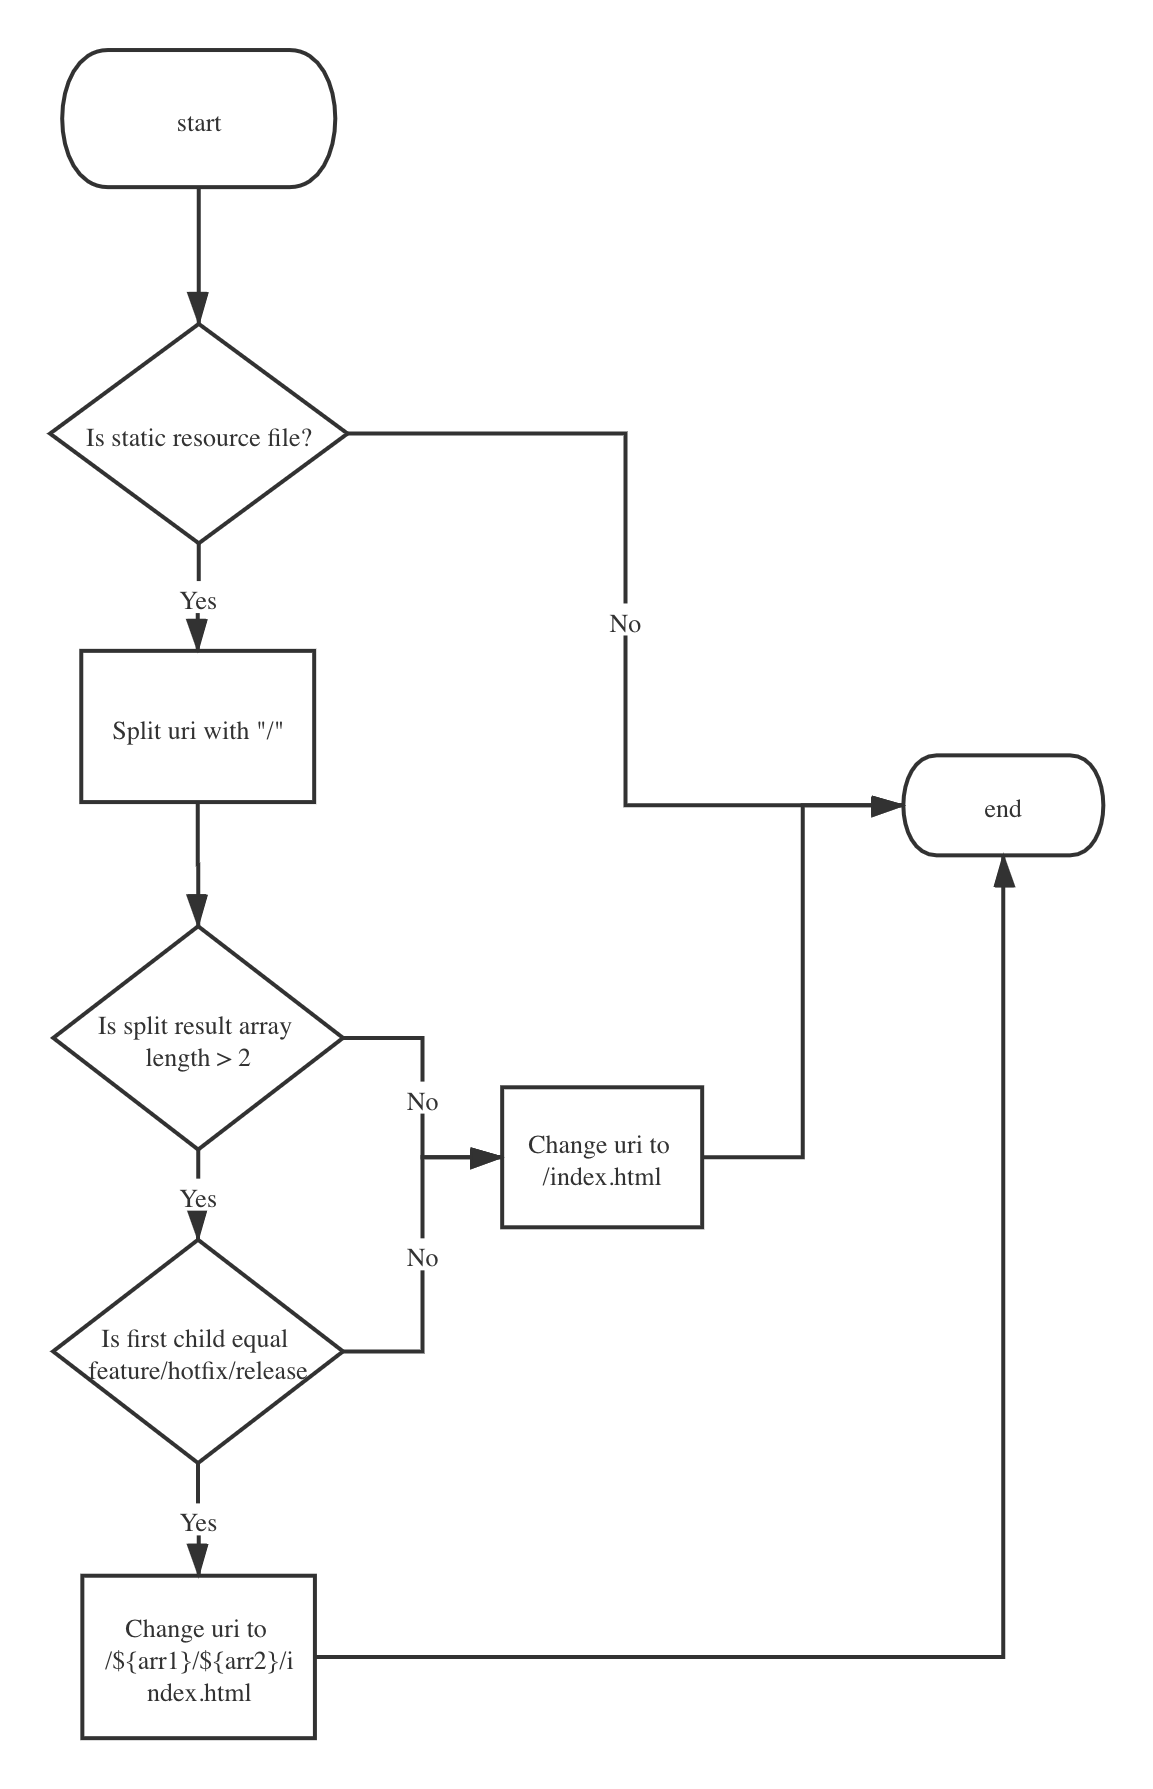 start
Is static resource file?
Yes
No
Split uri with "/"
end
Is split result array
length > 2
No
Change uri to
/index.html
Yes
No
Is first child equal
feature/hotfix/release
Yes
Change uri to
/${arr1}/${arr2}/i
ndex.html